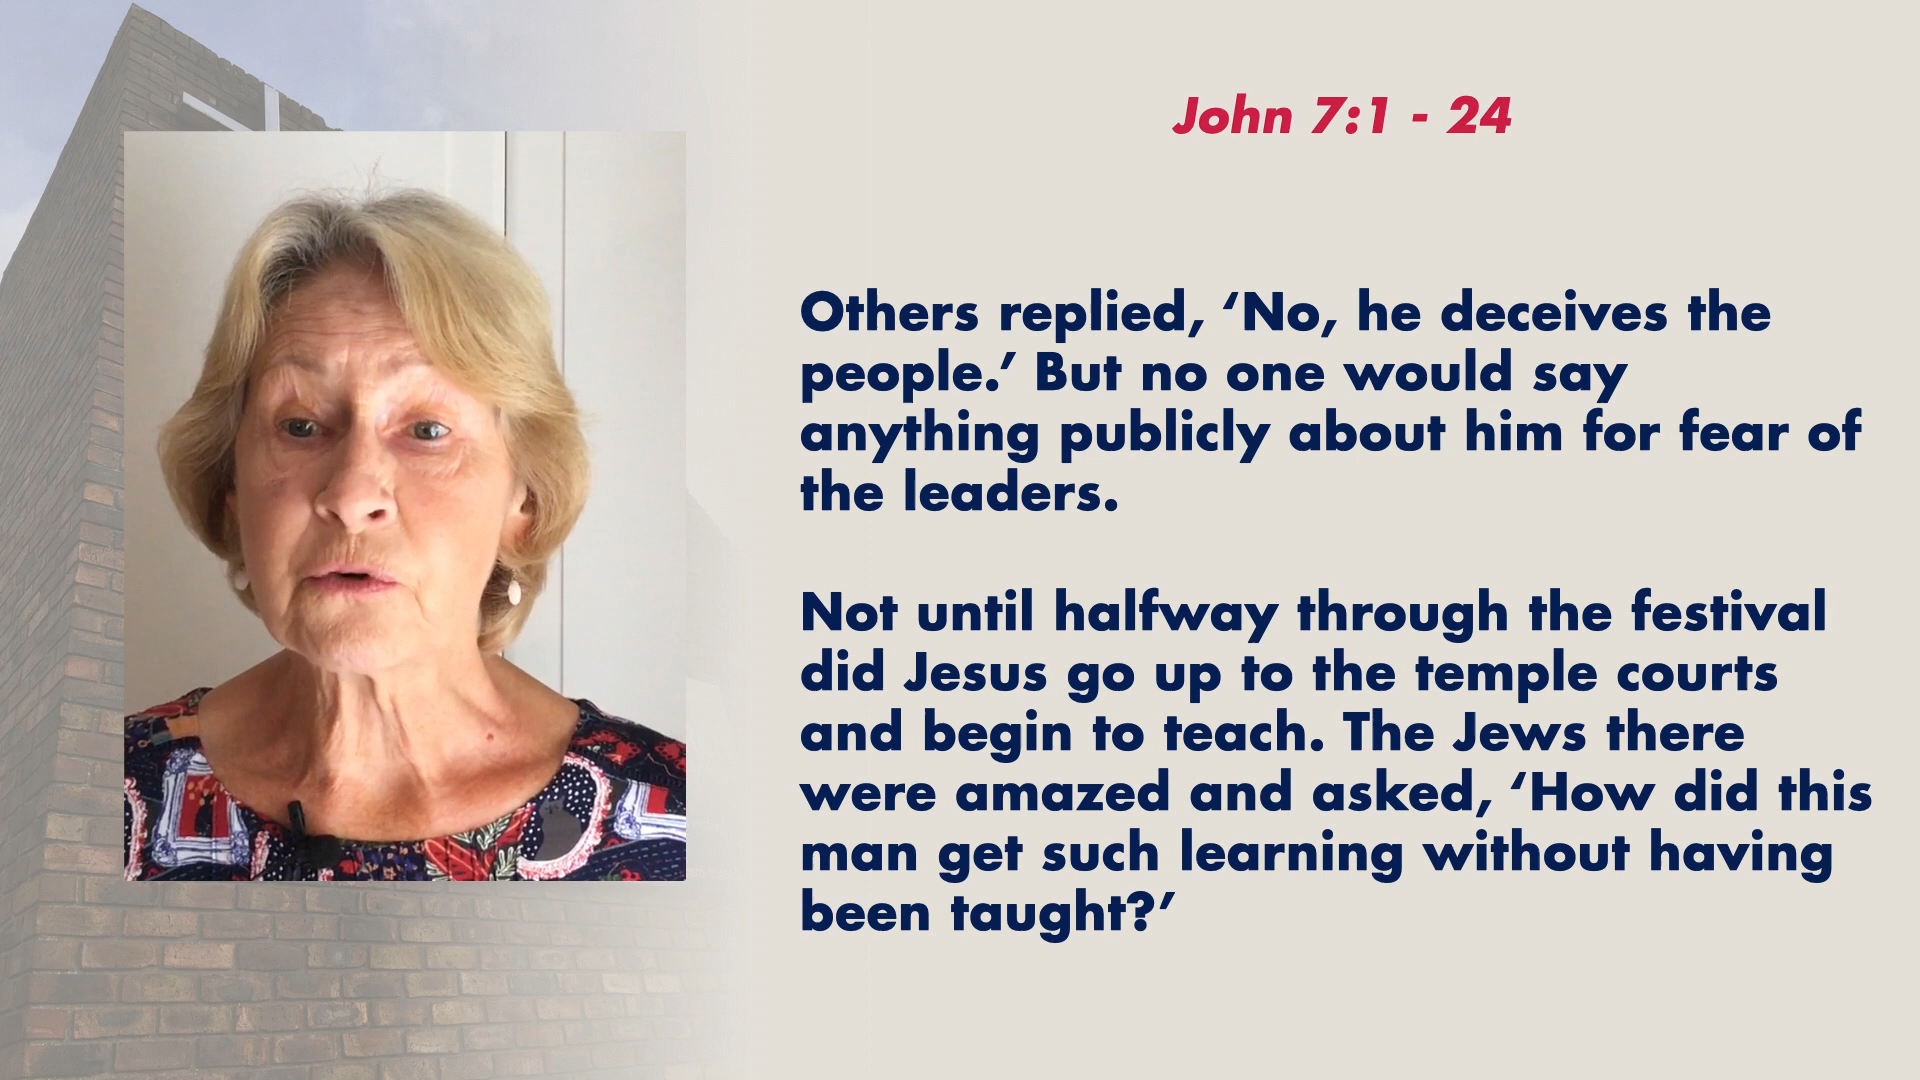 John 7:1 - 24
Others replied, ‘No, he deceives the
people.’ But no one would say
anything publicly about him for fear of
the leaders.
Not until halfway through the festival
did Jesus go up to the temple courts
and begin to teach. The Jews there
were amazed and asked, ‘How did this
man get such learning without having
been taught?’